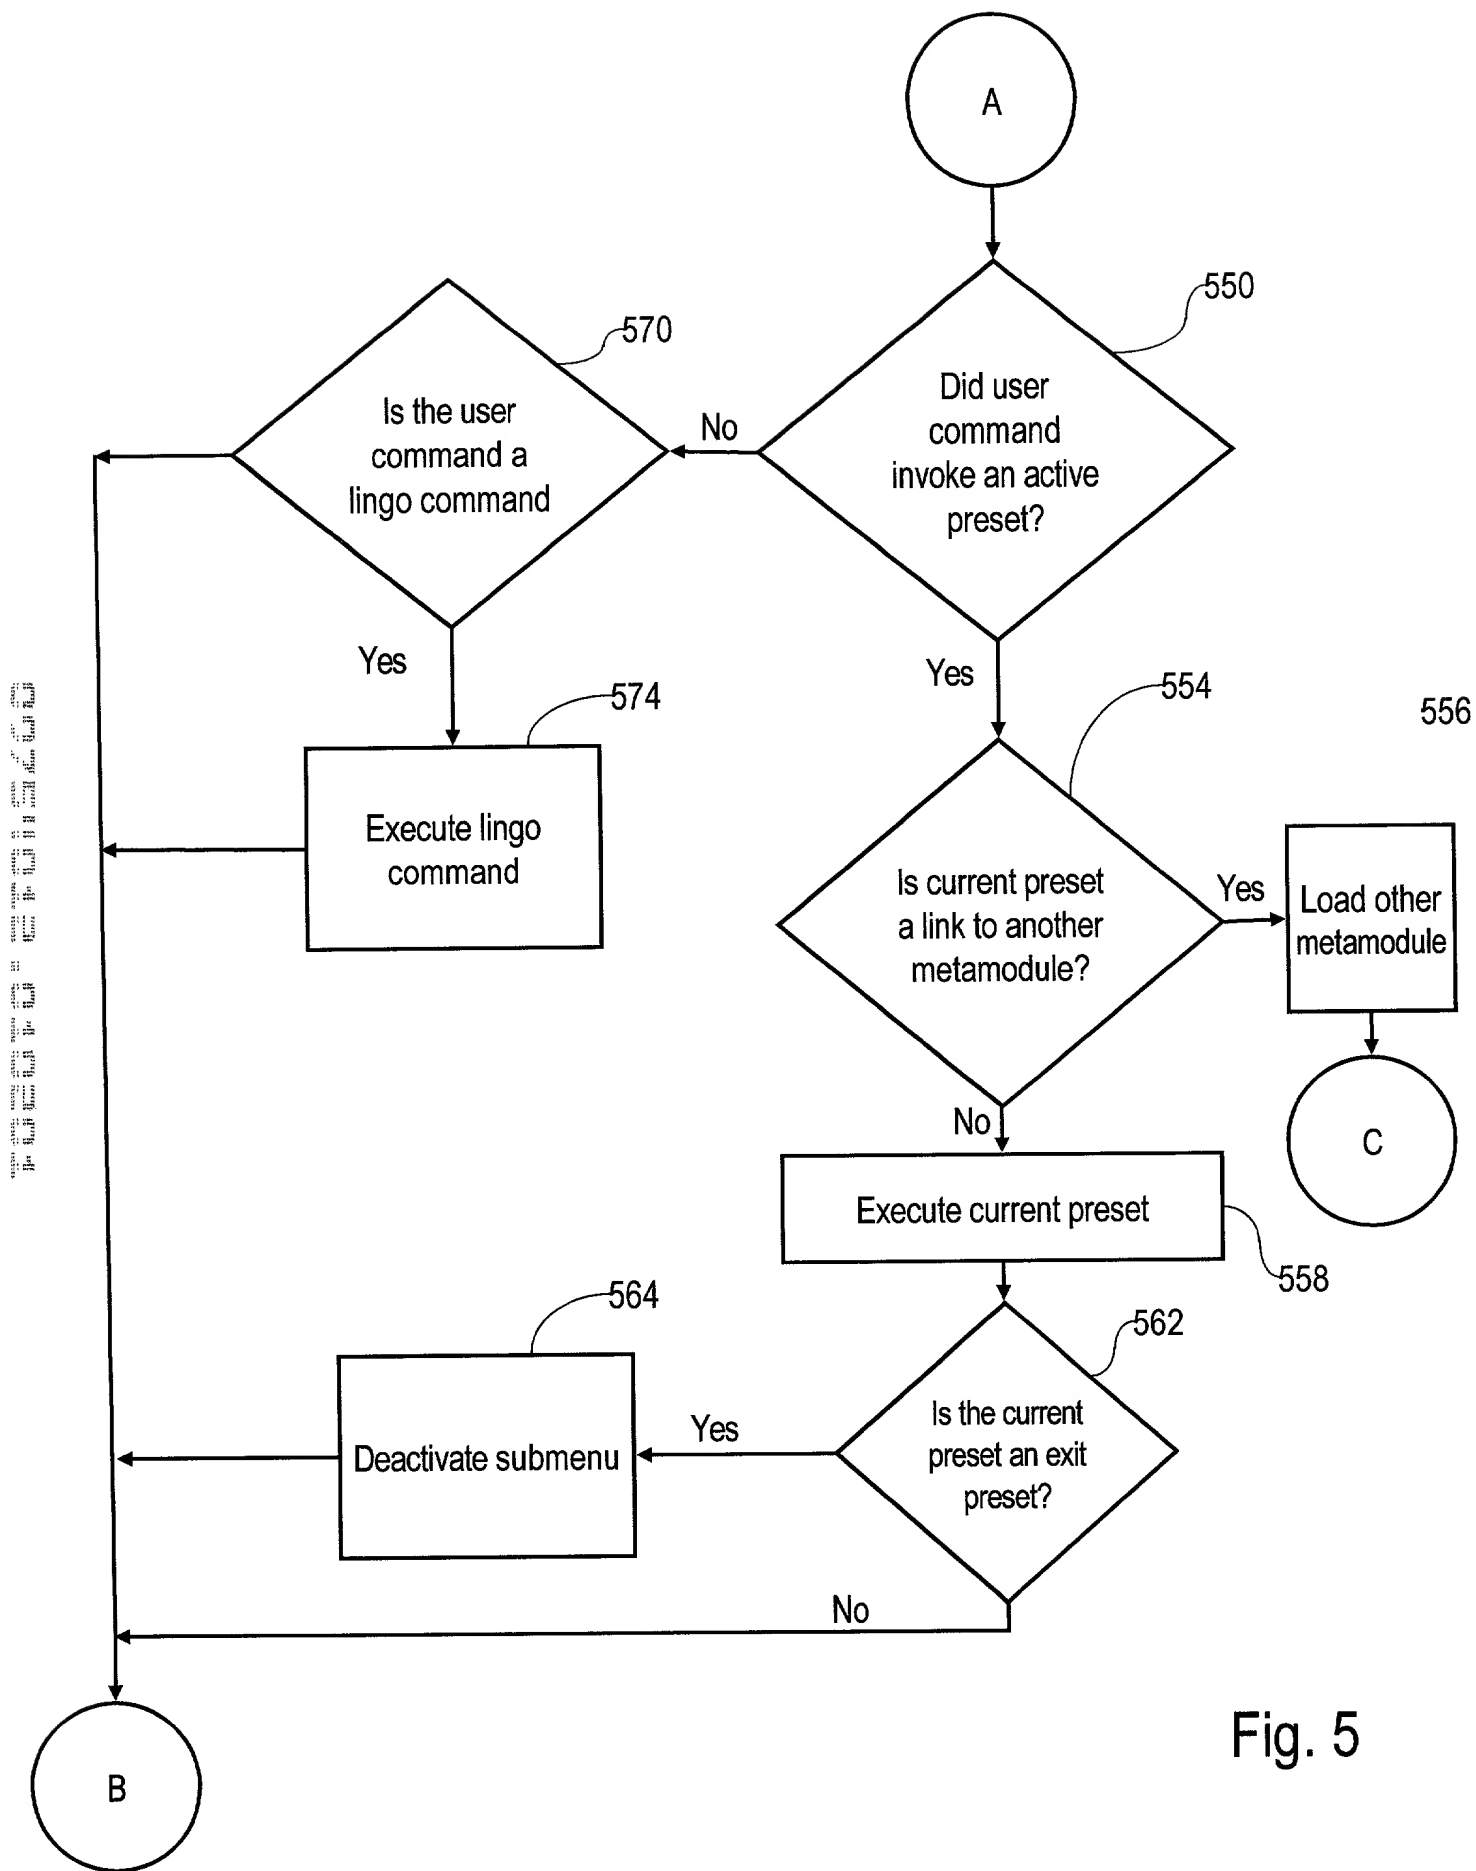 A
550
Did user
command
invoke an active
preset?
No
570
Is the user
command a
lingo command
Yes
574
Execute lingo
command
Yes
554
556
Is current preset
a link to another
metamodule?
Yes
Load other
metamodule
C
No
Execute current preset
558
562
Is the current
preset an exit
preset?
Yes
564
Deactivate submenu
No
B
Fig. 5